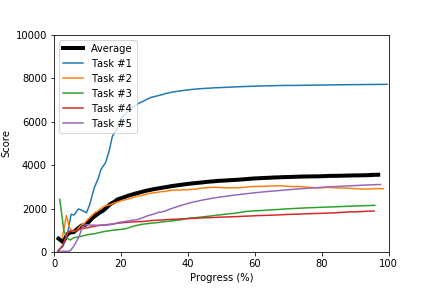 10000
8000
6000
4000
2000
0
Score
Average
Task #1
Task #2
Task #3
Task #4
Task #5
0 20 40 60 80 100
Progress (%)